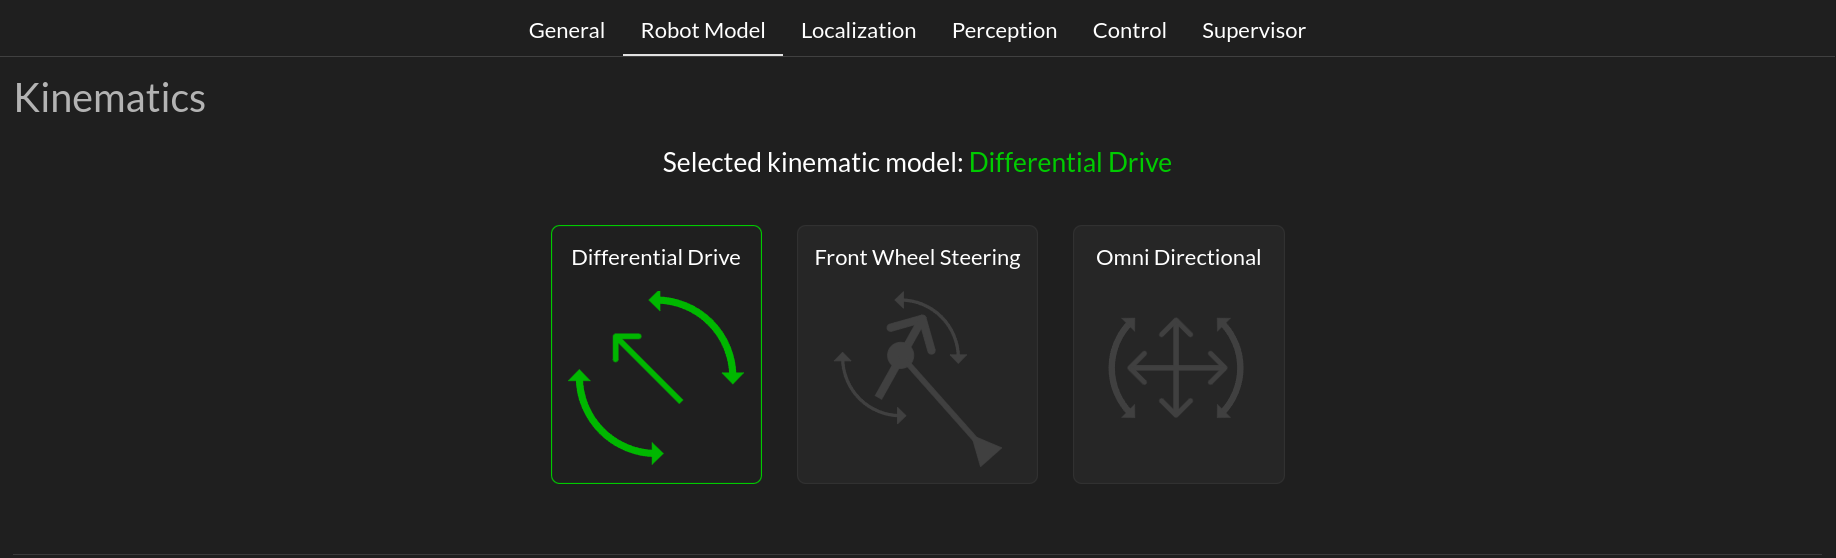 General Robot Model Localization Perception Control Supervisor
Kinematics
Selected kinematic model: Differential Drive
Differential Drive Front Wheel Steering Omni Directional